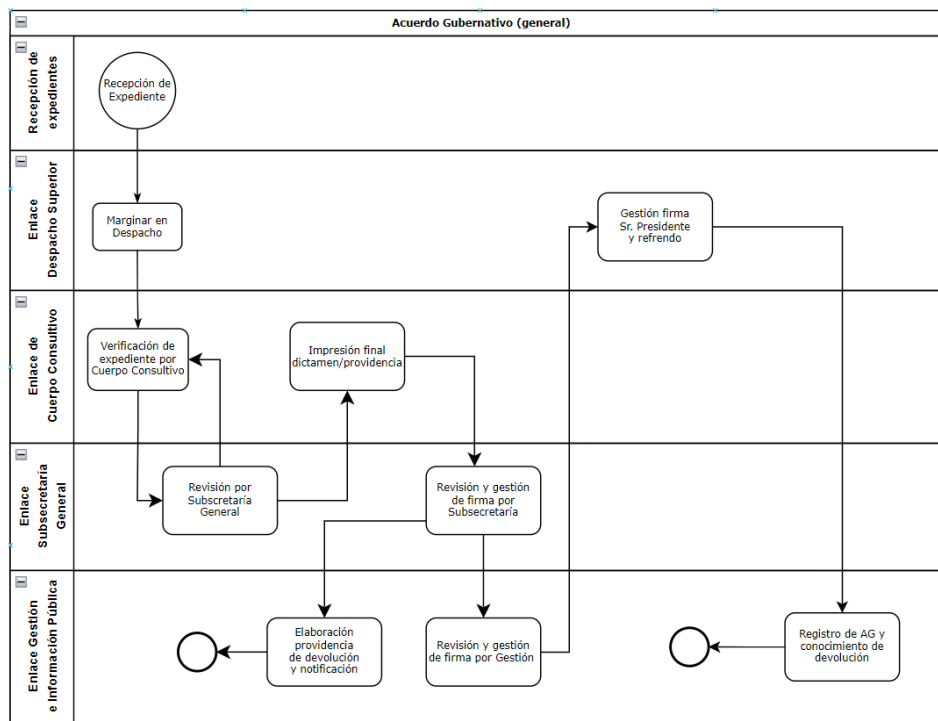 Acuerdo Gubernativo (general)
Recepción de
expedientes
Recepción de
Expediente
Enlace
Despacho Superior
Marginar en
Despacho
Gestión firma
Sr. Presidente
y refrendo
Enlace de
Cuerpo Consultivo
Verificación de
expediente por
Cuerpo Consultivo
Impresión final
dictamen/providencia
Enlace
Subsecretaría
General
Revisión por
Subscretaría
General
Revisión y gestión
de firma por
Subsecretaría
Enlace Gestión
e Información Pública
Elaboración
providencia
de devolución
y notificación
Revisión y gestión
de firma por Gestión
Registro de AG y
conocimiento de
devolución